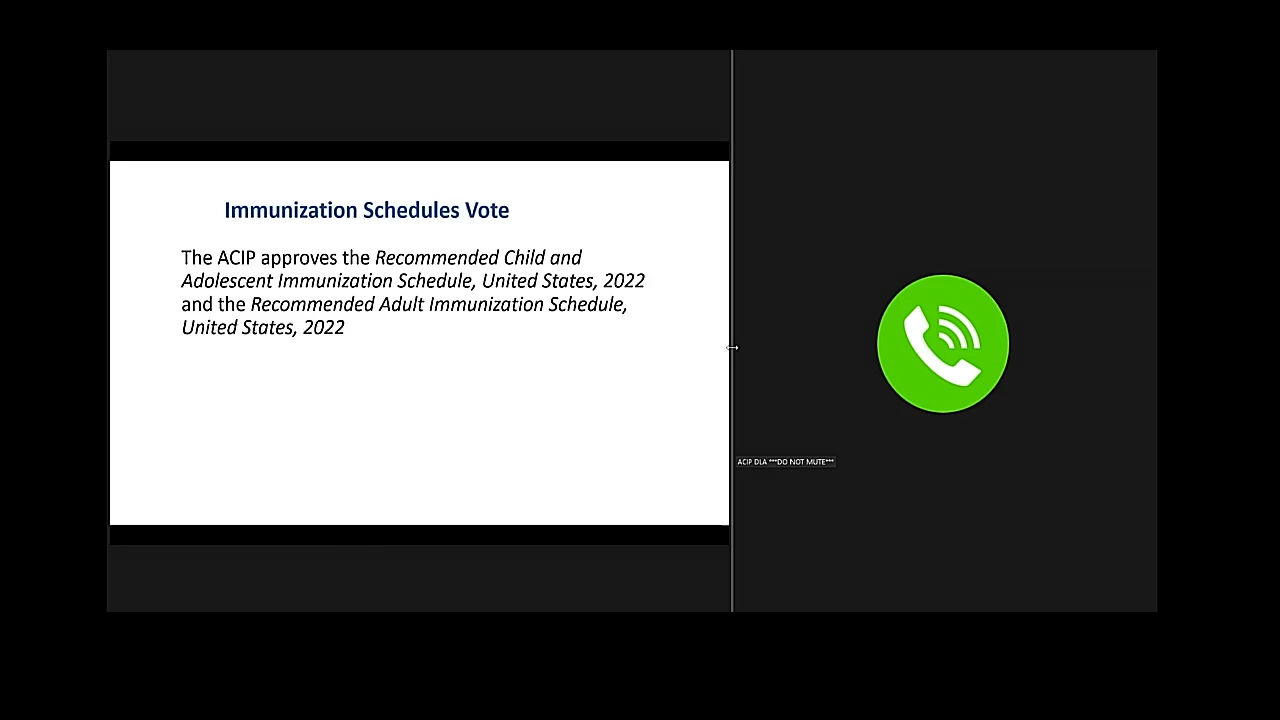 Immunization Schedules Vote
The ACIP approves the Recommended Child and
Adolescent Immunization Schedule, United States, 2022
and the Recommended Adult Immunization Schedule,
United States, 2022
ACIP DLA ***DO NOT MUTE***